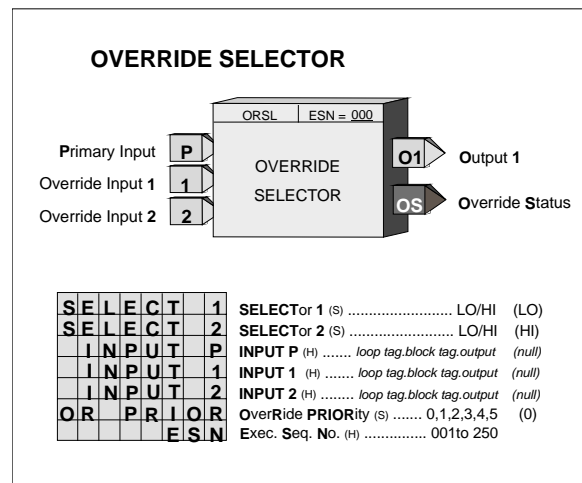 OVERRIDE SELECTOR
ORSL ESN = 000
Primary Input P
O1 Output 1
Override Input 1 1
OVERRIDE
SELECTOR
Override Input 2 2
OS Override Status
SELECT 1 SELECTor 1 (S) ......................... LO/HI (LO)
SELECT 2 SELECTor 2 (S) ......................... LO/HI (HI)
INPUT P INPUT P (H) ....... loop tag.block tag.output (null)
INPUT 1 INPUT 1 (H) ....... loop tag.block tag.output (null)
INPUT 2 INPUT 2 (H) ....... loop tag.block tag.output (null)
OR PRIOR OverRide PRIORity (S) ....... 0,1,2,3,4,5 (0)
ESN Exec. Seq. No. (H) ............... 001to 250